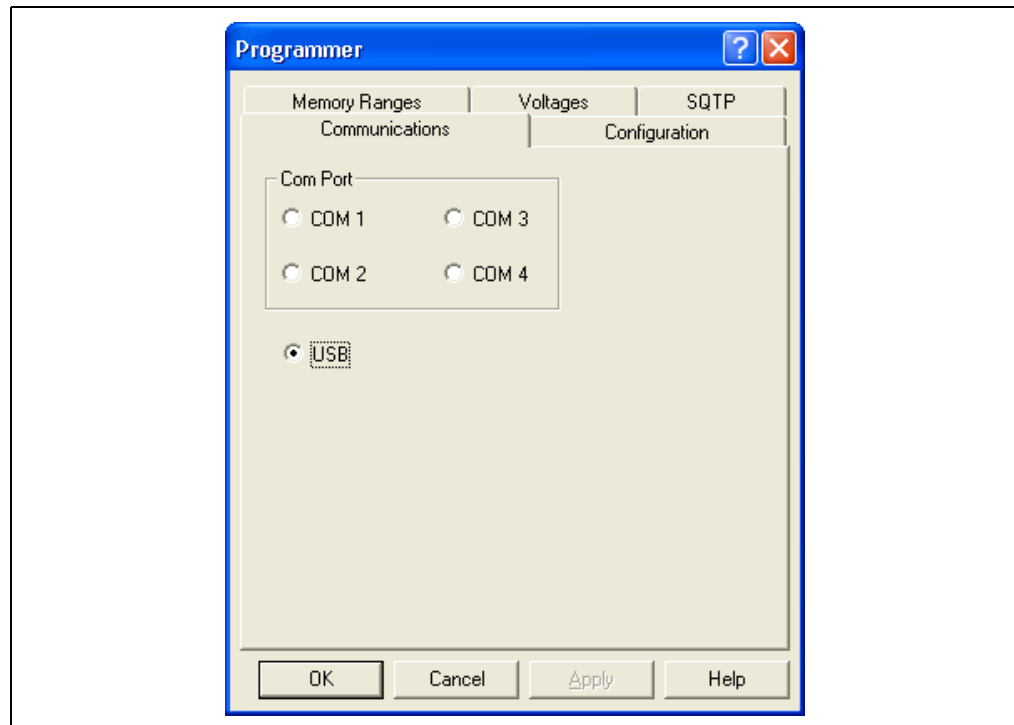 Programmer
Memory Ranges Voltages SQTP
Communications Configuration
Com Port
COM 1 COM 3
COM 2 COM 4
USB
OK Cancel Apply Help